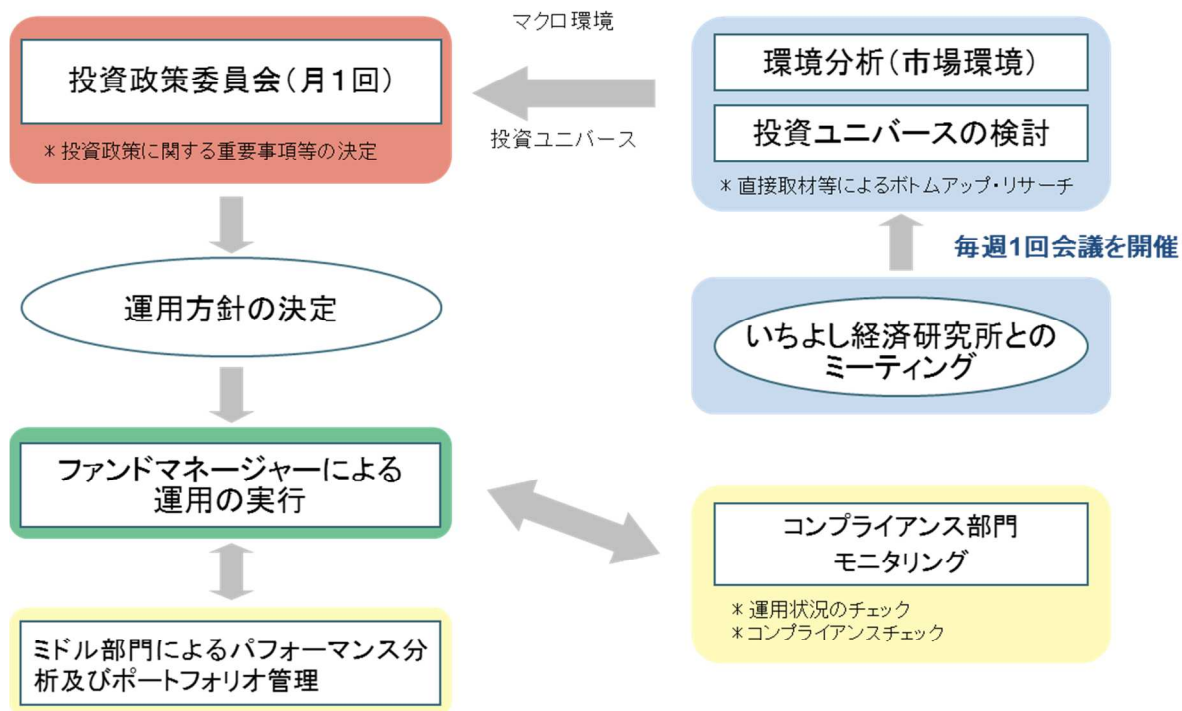 マクロ環境
投資政策委員会（月1回）
＊投資政策に関する重要事項等の決定
投資ユニバース
環境分析（市場環境）
投資ユニバースの検討
＊直接取材等によるボトムアップ・リサーチ
毎週1回会議を開催
いちよし経済研究所との
ミーティング
運用方針の決定
ファンドマネージャーによる
運用の実行
コンプライアンス部門
モニタリング
＊運用状況のチェック
＊コンプライアンスチェック
ミドル部門によるパフォーマンス分
析及びポートフォリオ管理